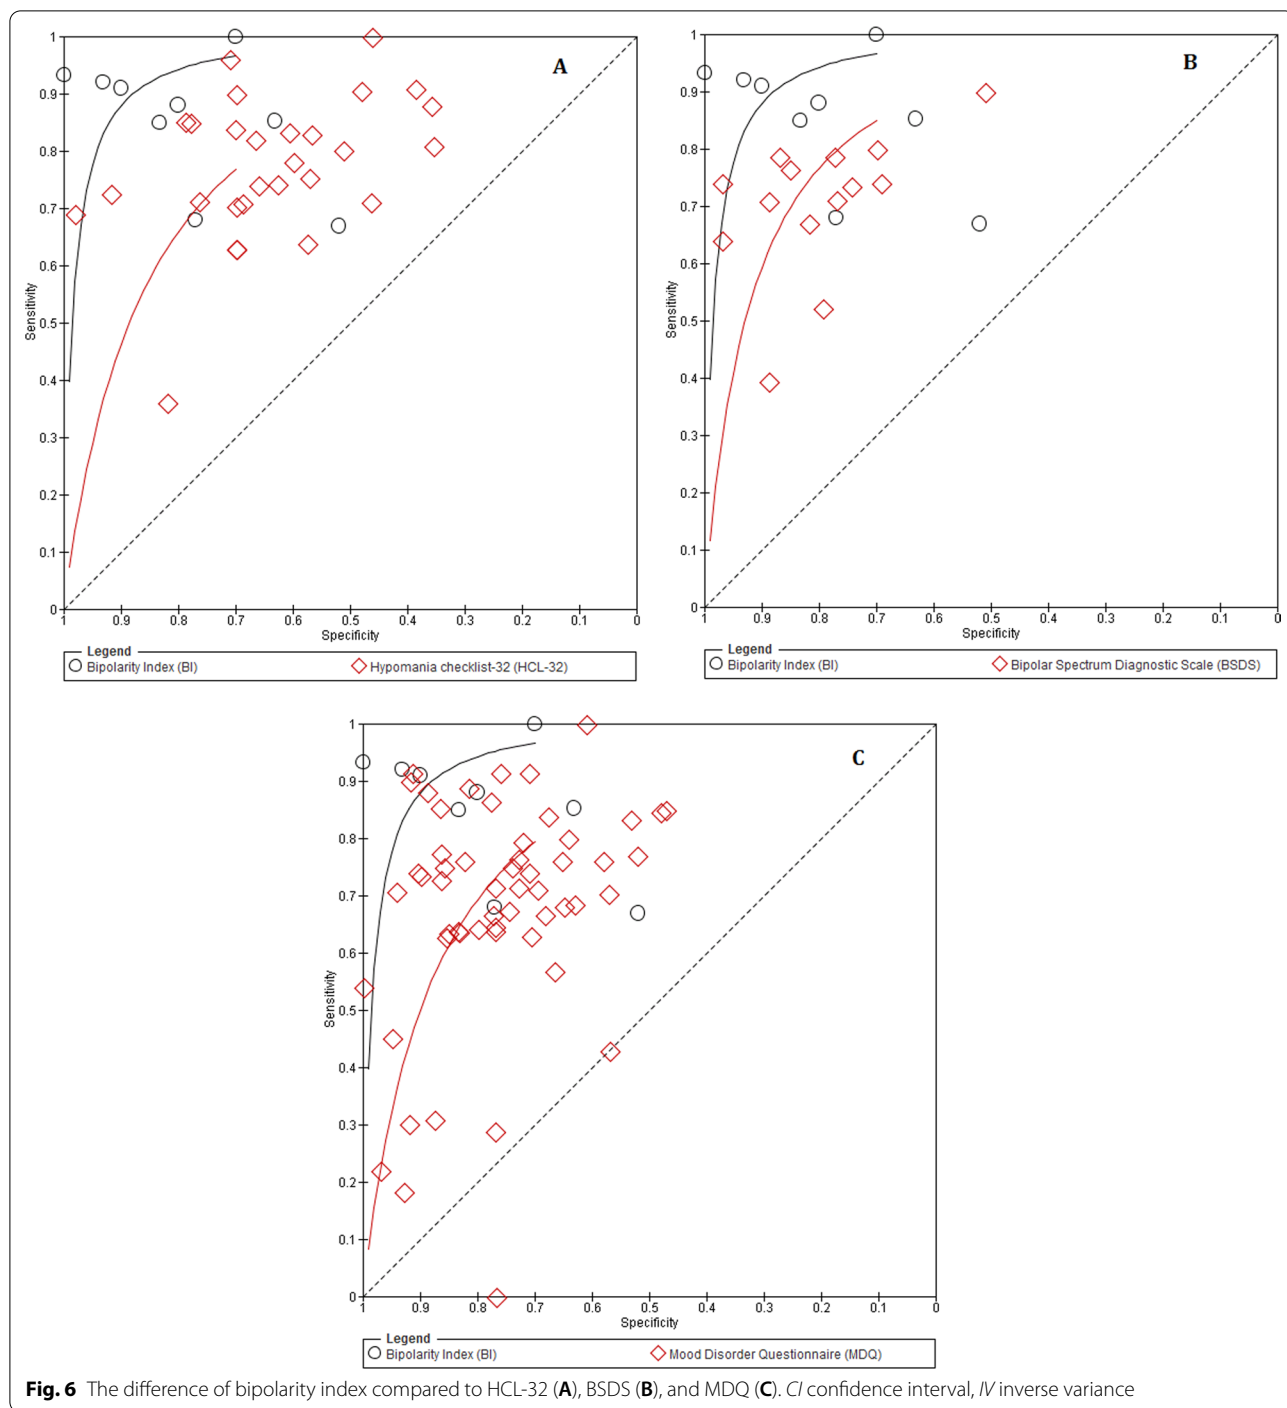 A
1
0.9
0.8
0.7
0.6
0.5
0.4
0.3
0.2
0.1
0
Sensitivity
1 0.9 0.8 0.7 0.6 0.5 0.4 0.3 0.2 0.1 0
Specificity
Legend
Bipolarity Index (BI) Hypomania checklist-32 (HCL-32)
B
1
0.9
0.8
0.7
0.6
0.5
0.4
0.3
0.2
0.1
0
Sensitivity
1 0.9 0.8 0.7 0.6 0.5 0.4 0.3 0.2 0.1 0
Specificity
Legend
Bipolarity Index (BI) Bipolar Spectrum Diagnostic Scale (BSDS)
C
1
0.9
0.8
0.7
0.6
0.5
0.4
0.3
0.2
0.1
0
Sensitivity
1 0.9 0.8 0.7 0.6 0.5 0.4 0.3 0.2 0.1 0
Specificity
Legend
Bipolarity Index (BI) Mood Disorder Questionnaire (MDQ)
Fig. 6 The difference of bipolarity index compared to HCL-32 (A), BSDS (B), and MDQ (C). CI confidence interval, IV inverse variance